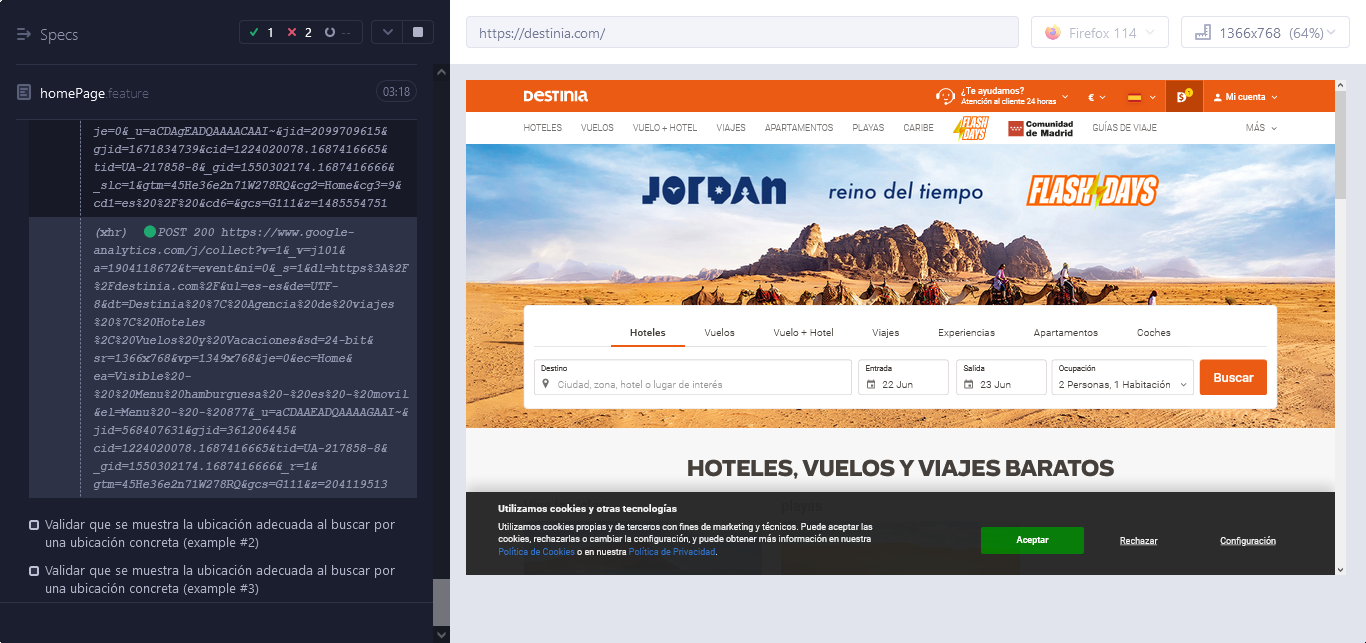 Specs
1
2
--
homePage.feature
03:18
je=0&_u=aCDAgEADQAAAACAAI~&jid=2099709615&
gjid=1671834739&cid=1224020078.1687416665&
tid=UA-217858-8&_gid=1550302174.1687416666&
_slc=1&gtm=45He36e2n71W278RQ&cg2=Home&cg3=9&
cd1=es%20%2F%20&cd6=&gcs=G111&z=1485554751
(xhr) POST 200 https://www.google-
analytics.com/j/collect?v=1&_v=j101&
a=1904118672&t=event&ni=0&_s=1&dl=https%3A%2F
%2Fdestinia.com%2F&ul=es-es&de=UTF-
8&dt=Destinia%20%7C%20Agencia%20de%20viajes
%20%7C%20Hoteles
%2C%20Vuelos%20y%20Vacaciones&sd=24-bit&
sr=1366x768&vp=1349x768&je=0&ec=Home&
ea=Visible%20-
%20%20Menu%20hamburguesa%20-%20es%20-%20movil
&el=Menu%20-%20-%20877&_u=aCDAAEADQAAAAGAAI~&
jid=568407631&gjid=361206445&
cid=1224020078.1687416665&tid=UA-217858-8&
_gid=1550302174.1687416666&_r=1&
gtm=45He36e2n71W278RQ&gcs=G111&z=204119513
Validar que se muestra la ubicación adecuada al buscar por
una ubicación concreta (example #2)
Validar que se muestra la ubicación adecuada al buscar por
una ubicación concreta (example #3)
https://destinia.com/
Firefox 114
1366x768 (64%)
DESTINIA
¿Te ayudamos?
Atención al cliente 24 horas
€
$
Mi cuenta
HOTELES VUELOS VUELO + HOTEL VIAJES APARTAMENTOS PLAYAS CARIBE FLASH DAYS Comunidad de Madrid GUÍAS DE VIAJE MÁS
JORDAN reino del tiempo FLASH DAYS
Hoteles Vuelos Vuelo + Hotel Viajes Experiencias Apartamentos Coches
Destino
Ciudad, zona, hotel o lugar de interés
Entrada
22 Jun
Salida
23 Jun
Ocupación
2 Personas, 1 Habitación
Buscar
HOTELES, VUELOS Y VIAJES BARATOS
Utilizamos cookies y otras tecnologías
Utilizamos cookies propias y de terceros con fines de marketing y técnicos. Puede aceptar las
cookies, rechazarlas o cambiar la configuración, y puede obtener más información en nuestra
Política de Cookies o en nuestra Política de Privacidad.
Aceptar
Rechazar
Configuración